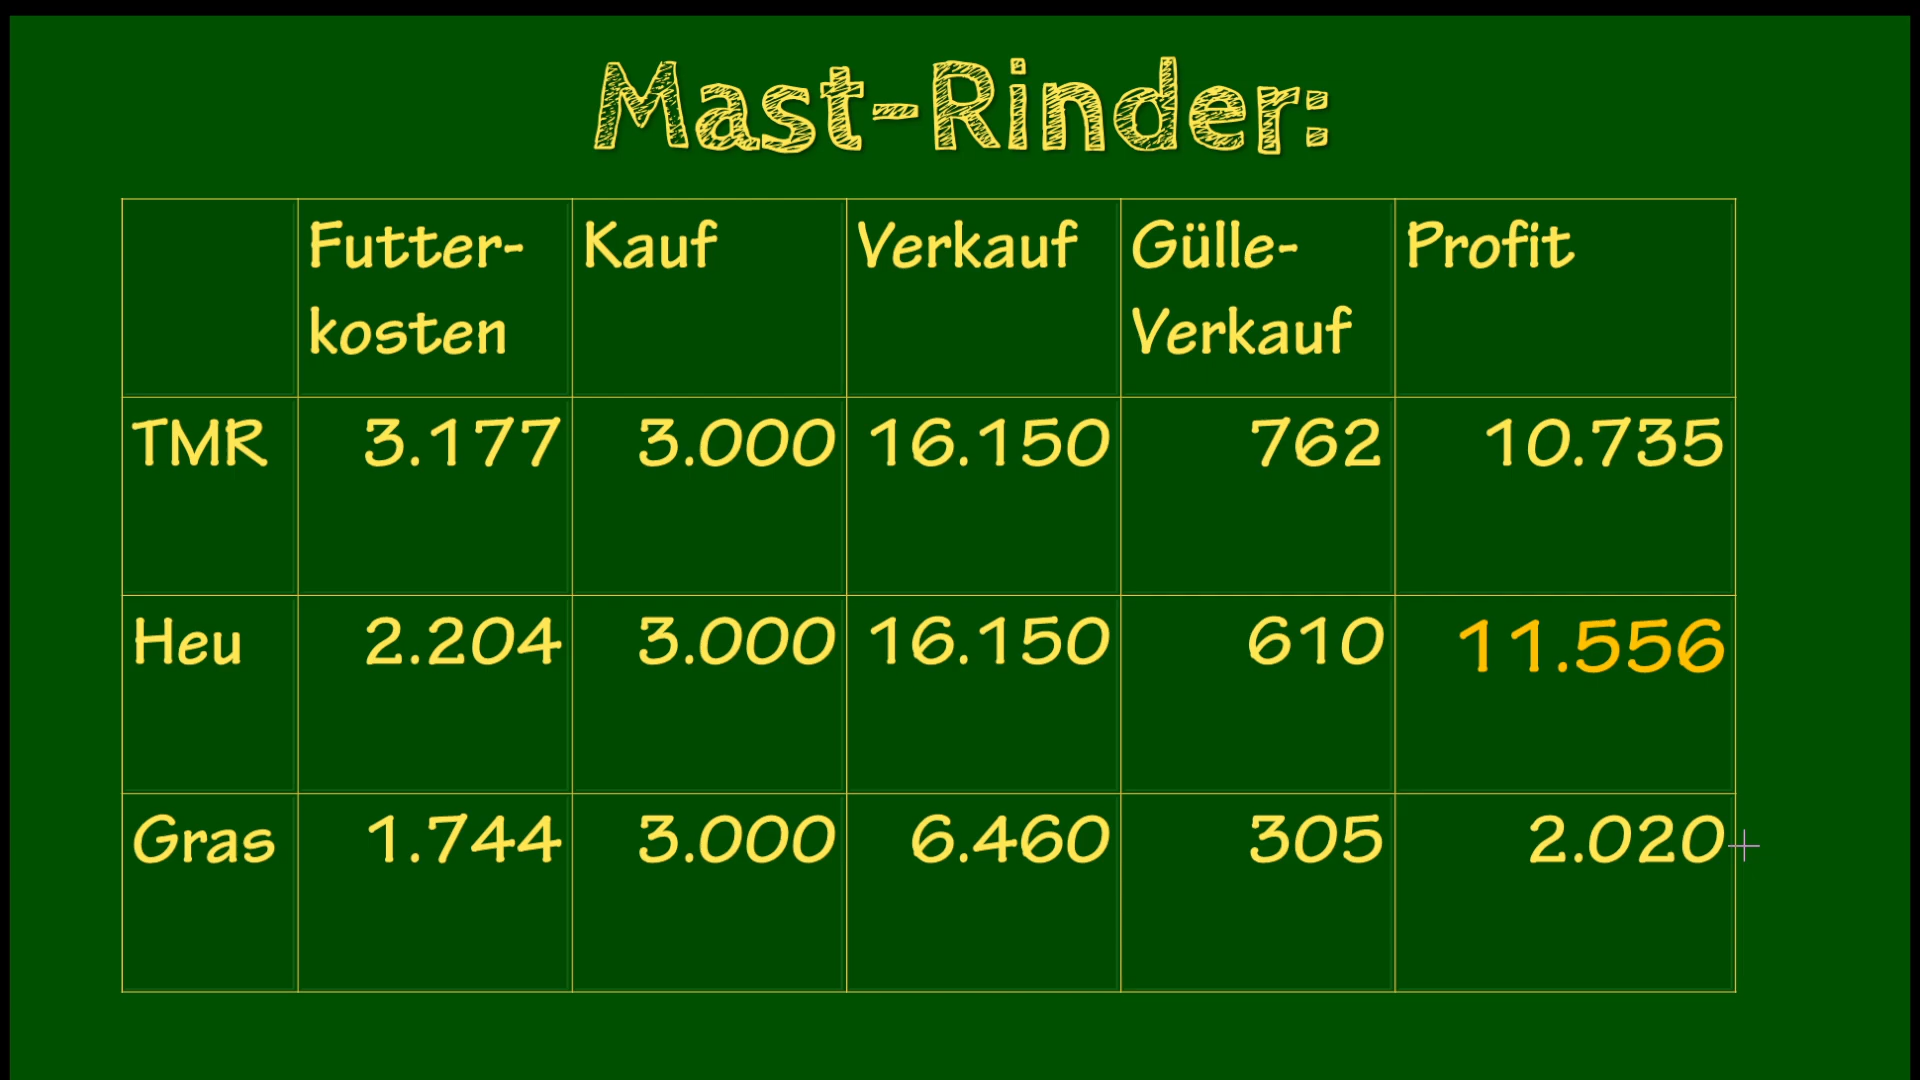 Mast-Rinder:
Futter- Kauf Verkauf Gülle- Profit
kosten Verkauf
TMR 3.177 3.000 16.150 762 10.735
Heu 2.204 3.000 16.150 610 11.556
Gras 1.744 3.000 6.460 305 2.020